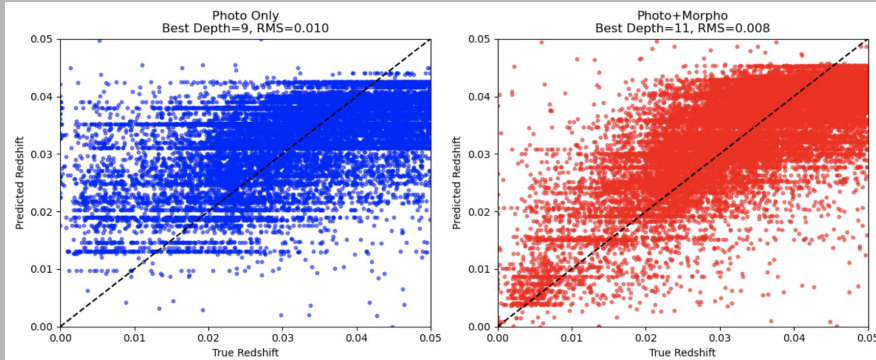 Photo Only
Best Depth=9, RMS=0.010
0.05
0.04
0.03
0.02
0.01
0.00
Predicted Redshift
0.00 0.01 0.02 0.03 0.04 0.05
True Redshift
Photo+Morpho
Best Depth=11, RMS=0.008
0.05
0.04
0.03
0.02
0.01
0.00
Predicted Redshift
0.00 0.01 0.02 0.03 0.04 0.05
True Redshift